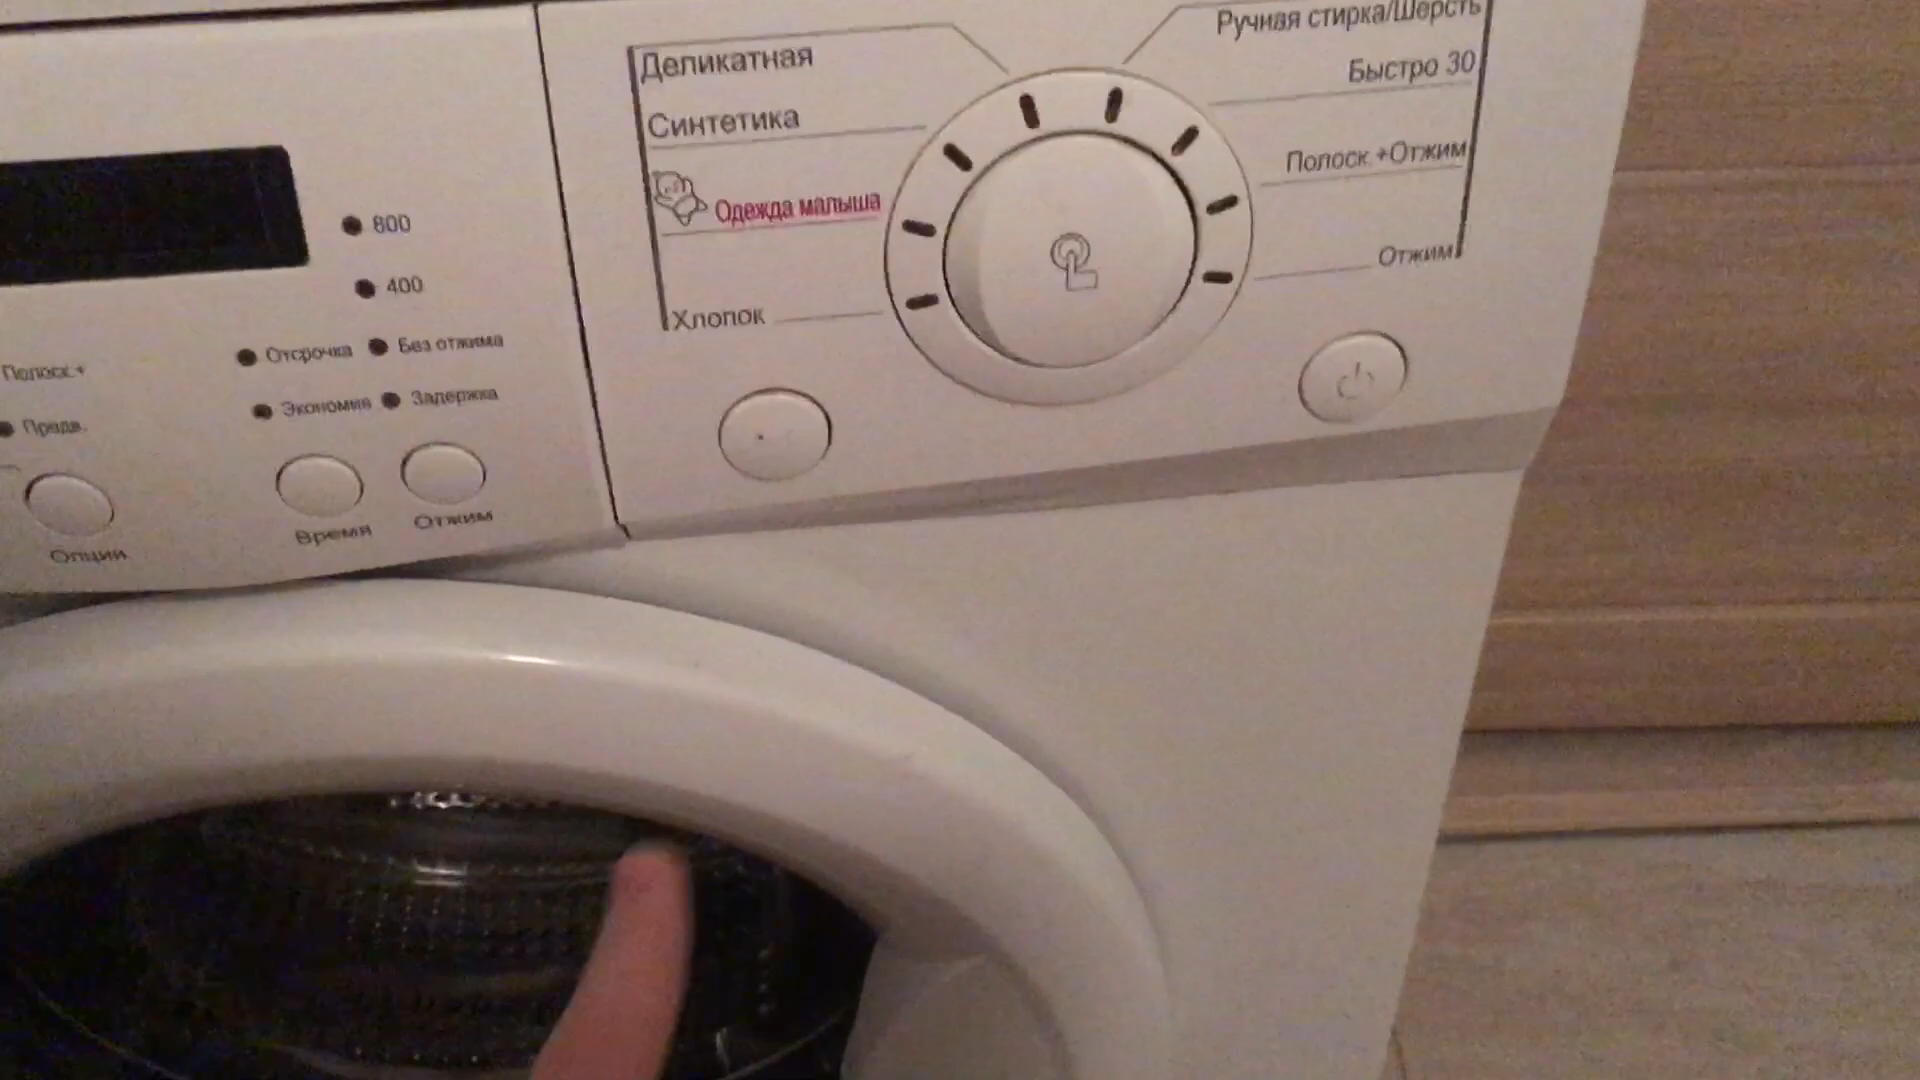 Деликатная
Синтетика
Одежда малыша
Хлопок
Ручная стирка/Шерсть
Быстро 30
Полоск.+Отжим
Отжим
800
400
Без отжима
Задержка
Отсрочка
Экономия
Полоск.+
Предв.
Опции
Время
Отжим